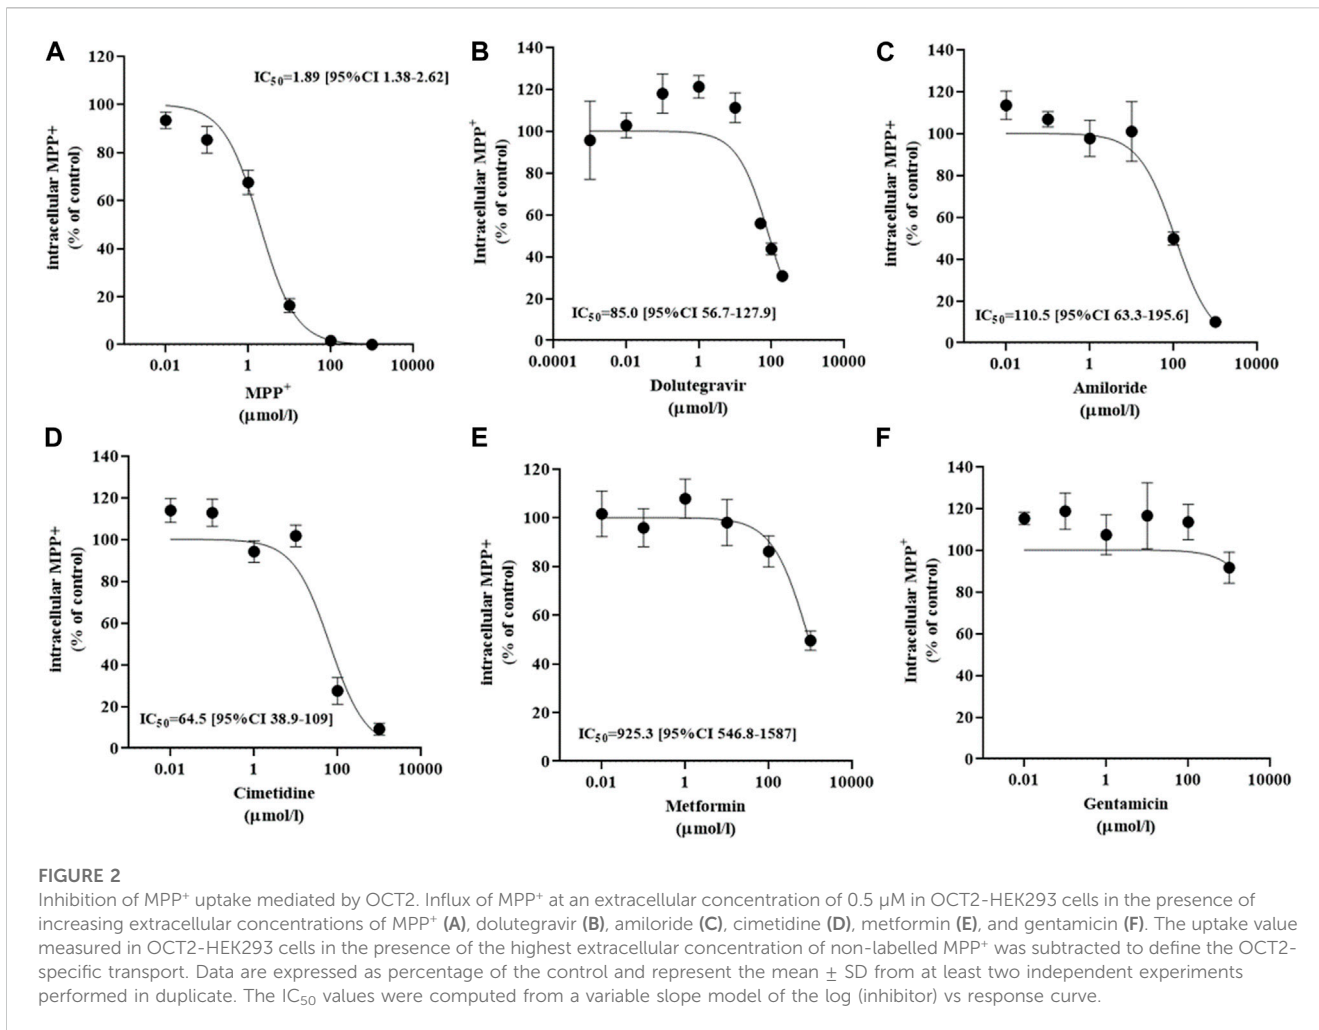 A
120
100
80
60
40
20
0
intracellular MPP+
(% of control)
IC50=1.89 [95%CI 1.38-2.62]
0.01 1 100 10000
MPP+
(µmol/l)
B
140
120
100
80
60
40
20
0
Intracellular MPP+
(% of control)
IC50=85.0 [95%CI 56.7-127.9]
0.0001 0.01 1 100 10000
Dolutegravir
(µmol/l)
C
140
120
100
80
60
40
20
0
intracellular MPP+
(% of control)
IC50=110.5 [95%CI 63.3-195.6]
0.01 1 100 10000
Amiloride
(µmol/l)
D
140
120
100
80
60
40
20
0
intracellular MPP+
(% of control)
IC50=64.5 [95%CI 38.9-109]
0.01 1 100 10000
Cimetidine
(µmol/l)
E
120
100
80
60
40
20
0
intracellular MPP+
(% of control)
IC50=925.3 [95%CI 546.8-1587]
0.01 1 100 10000
Metformin
(µmol/l)
F
140
120
100
80
60
40
20
0
Intracellular MPP+
(% of control)
0.01 1 100 10000
Gentamicin
(µmol/l)
FIGURE 2
Inhibition of MPP+ uptake mediated by OCT2. Influx of MPP+ at an extracellular concentration of 0.5 µM in OCT2-HEK293 cells in the presence of
increasing extracellular concentrations of MPP+ (A), dolutegravir (B), amiloride (C), cimetidine (D), metformin (E), and gentamicin (F). The uptake value
measured in OCT2-HEK293 cells in the presence of the highest extracellular concentration of non-labelled MPP+ was subtracted to define the OCT2-
specific transport. Data are expressed as percentage of the control and represent the mean ± SD from at least two independent experiments
performed in duplicate. The IC50 values were computed from a variable slope model of the log (inhibitor) vs response curve.